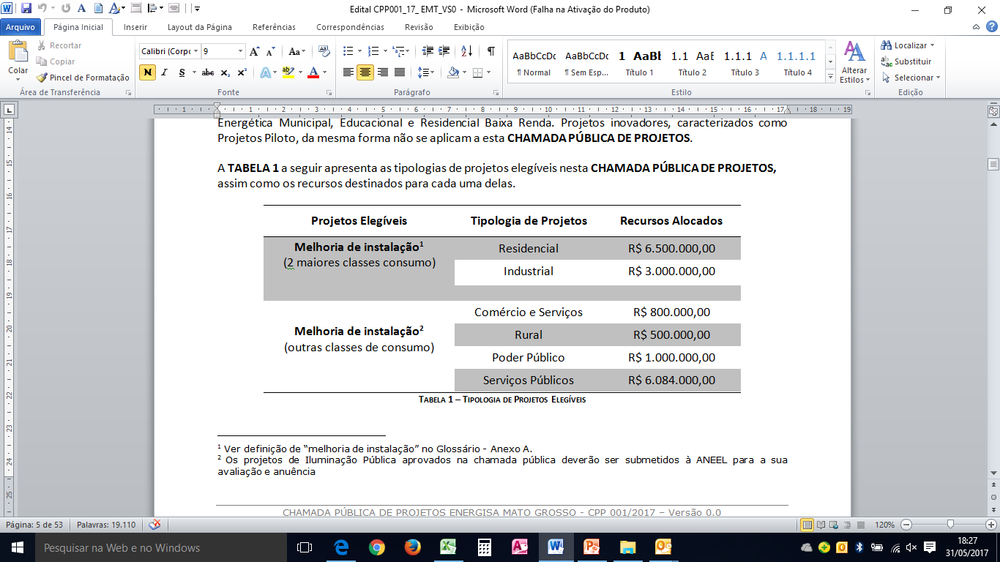 Edital CPP001_17_ EMT_VS0 - Microsoft Word (Falha na Ativação do Produto)
Arquivo Página Inicial Inserir Layout da Página Referências Correspondências Revisão Exibição
Colar
Recortar
Copiar
Pincel de Formatação
Área de Transferência
Calibri (Corpo 9
N I S abc x₂ x²
Fonte
Parágrafo
AaBbCcDc AaBbCcDc 1 AaBl 1.1 AaE 1.1.1 A 1.1.1.1
¶ Normal ¶ Sem Esp... Título 1 Título 2 Título 3 Título 4
Alterar Estilos
Estilo
Localizar
Substituir
Selecionar
Edição
Energética Municipal, Educacional e Residencial Baixa Renda. Projetos inovadores, caracterizados como
Projetos Piloto, da mesma forma não se aplicam a esta CHAMADA PÚBLICA DE PROJETOS.
A TABELA 1 a seguir apresenta as tipologias de projetos elegíveis nesta CHAMADA PÚBLICA DE PROJETOS,
assim como os recursos destinados para cada uma delas.
Projetos Elegíveis Tipologia de Projetos Recursos Alocados
Melhoria de instalação¹
(2 maiores classes consumo)
Residencial R$ 6.500.000,00
Industrial R$ 3.000.000,00
Melhoria de instalação²
(outras classes de consumo)
Comércio e Serviços R$ 800.000,00
Rural R$ 500.000,00
Poder Público R$ 1.000.000,00
Serviços Públicos R$ 6.084.000,00
TABELA 1 – TIPOLOGIA DE PROJETOS ELEGÍVEIS
¹ Ver definição de “melhoria de instalação” no Glossário - Anexo A.
² Os projetos de Iluminação Pública aprovados na chamada pública deverão ser submetidos à ANEEL para a sua
avaliação e anuência
CHAMADA PÚBLICA DE PROJETOS ENERGISA MATO GROSSO - CPP 001/2017 – Versão 0.0
Página: 5 de 53 Palavras: 19.110 120%
Pesquisar na Web e no Windows
18:27
31/05/2017